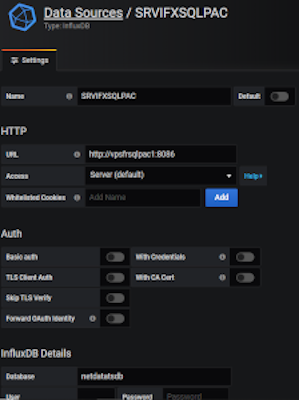 Data Sources / SRVIFXSQLPAC
Type: InfluxDB
Settings
Name SRVIFXSQLPAC Default
HTTP
URL http://vpsfrsqlpac1:8086
Access Server (default) Help
Whitelisted Cookies Add Name Add
Auth
Basic auth With Credentials
TLS Client Auth With CA Cert
Skip TLS Verify
Forward OAuth Identity
InfluxDB Details
Database netdatatsdb
User Password Password